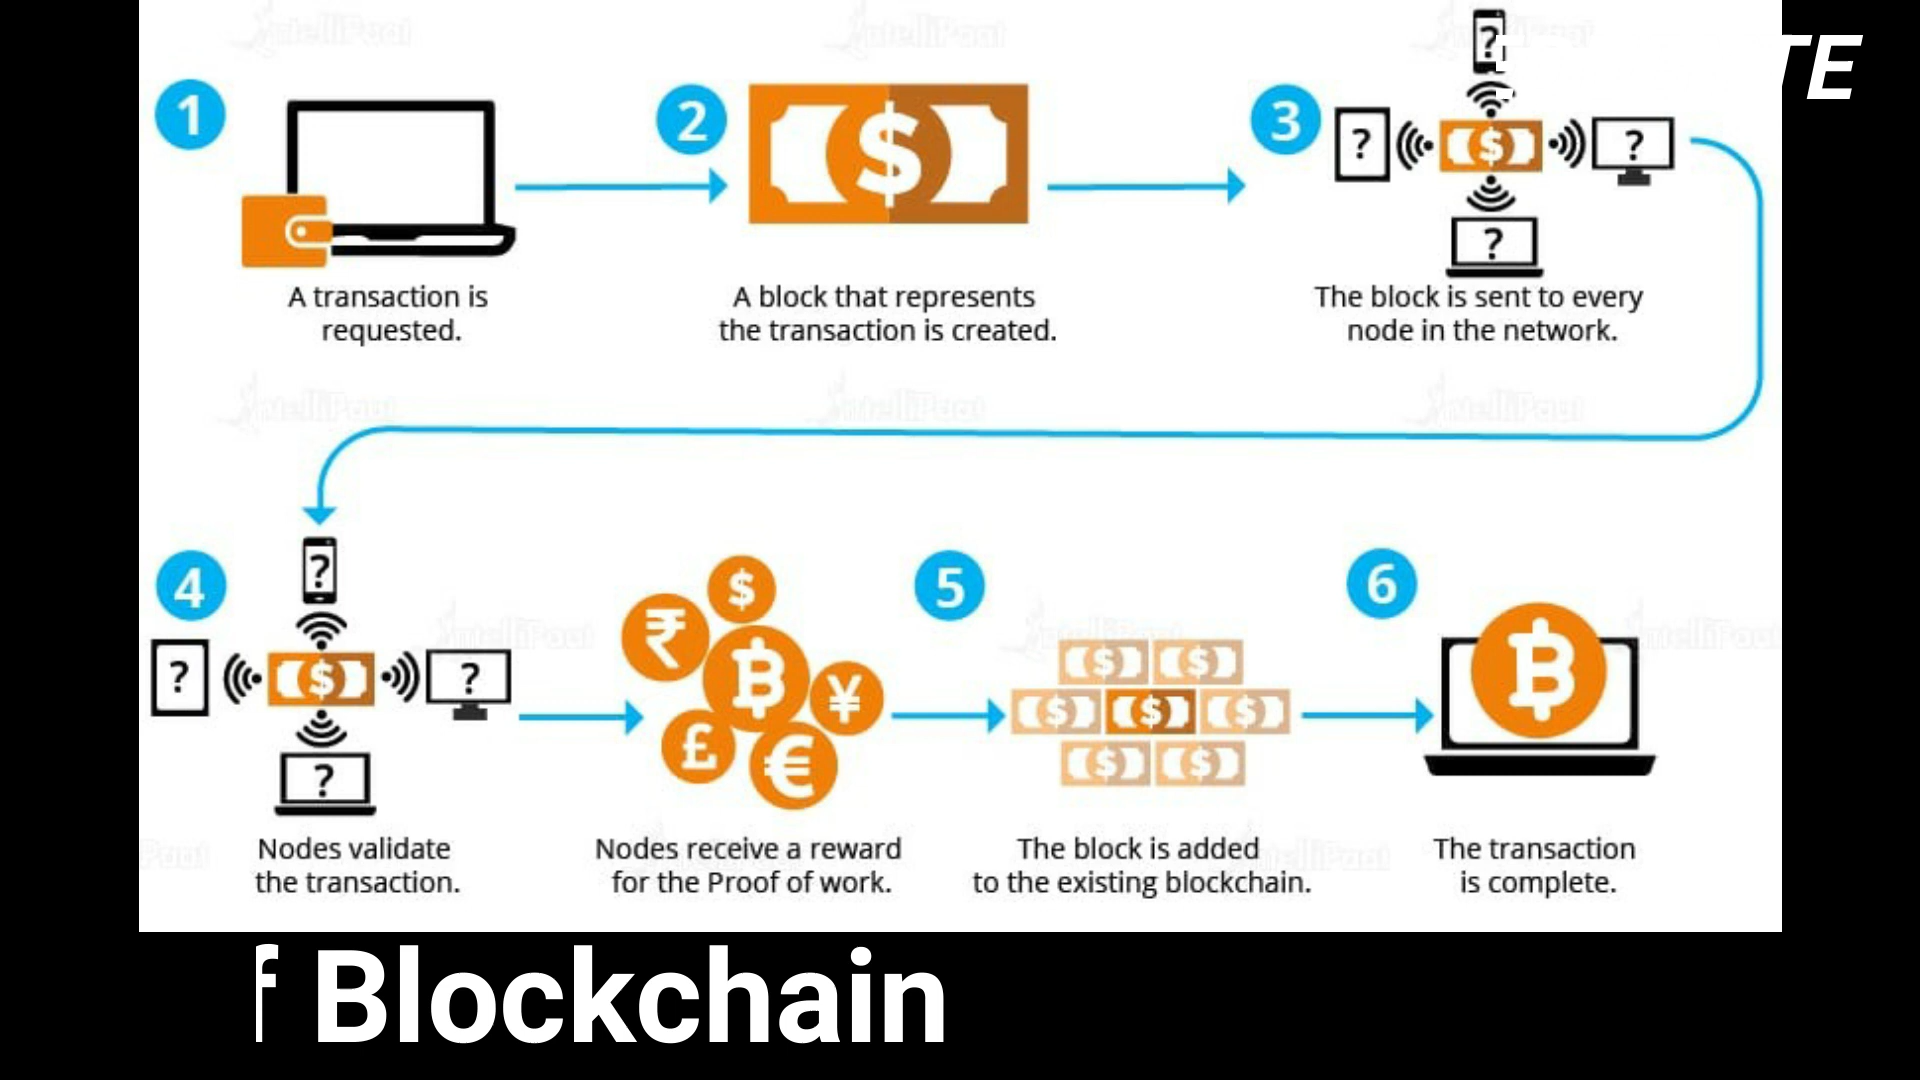 TE
1
2
3
$
?
?
$
?
?
A transaction is
requested.
A block that represents
the transaction is created.
The block is sent to every
node in the network.
4
5
6
?
?
$
?
?
$
₹
₿
¥
£
€
$ $
$ $ $
$ $
₿
Nodes validate
the transaction.
Nodes receive a reward
for the Proof of work.
The block is added
to the existing blockchain.
The transaction
is complete.
f Blockchain